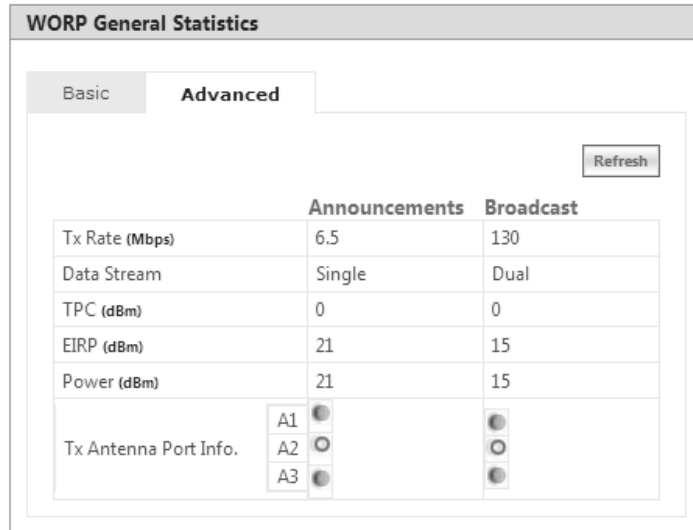 WORP General Statistics
Basic Advanced
Refresh
Announcements Broadcast
Tx Rate (Mbps) 6.5 130
Data Stream Single Dual
TPC (dBm) 0 0
EIRP (dBm) 21 15
Power (dBm) 21 15
A1
Tx Antenna Port Info. A2
A3